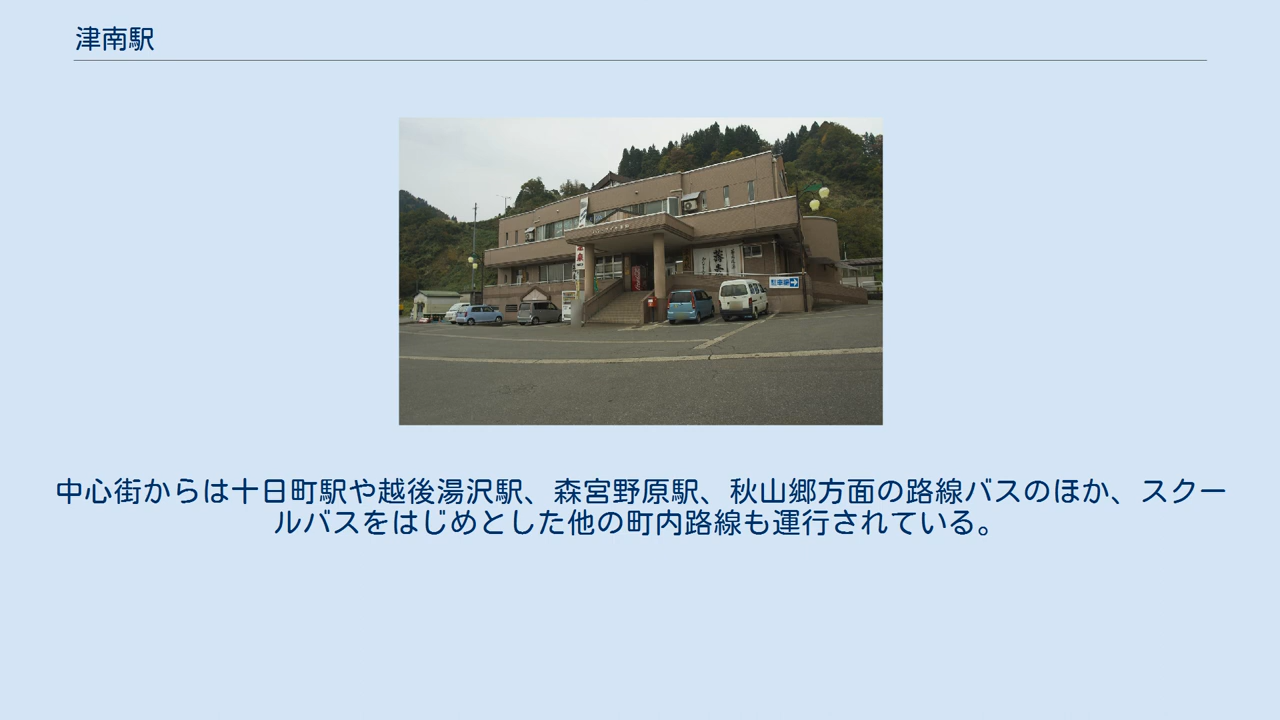 津南駅
駐車場
中心街からは十日町駅や越後湯沢駅、森宮野原駅、秋山郷方面の路線バスのほか、スクー
ルバスをはじめとした他の町内路線も運行されている。